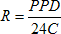 R = PPD / 24C